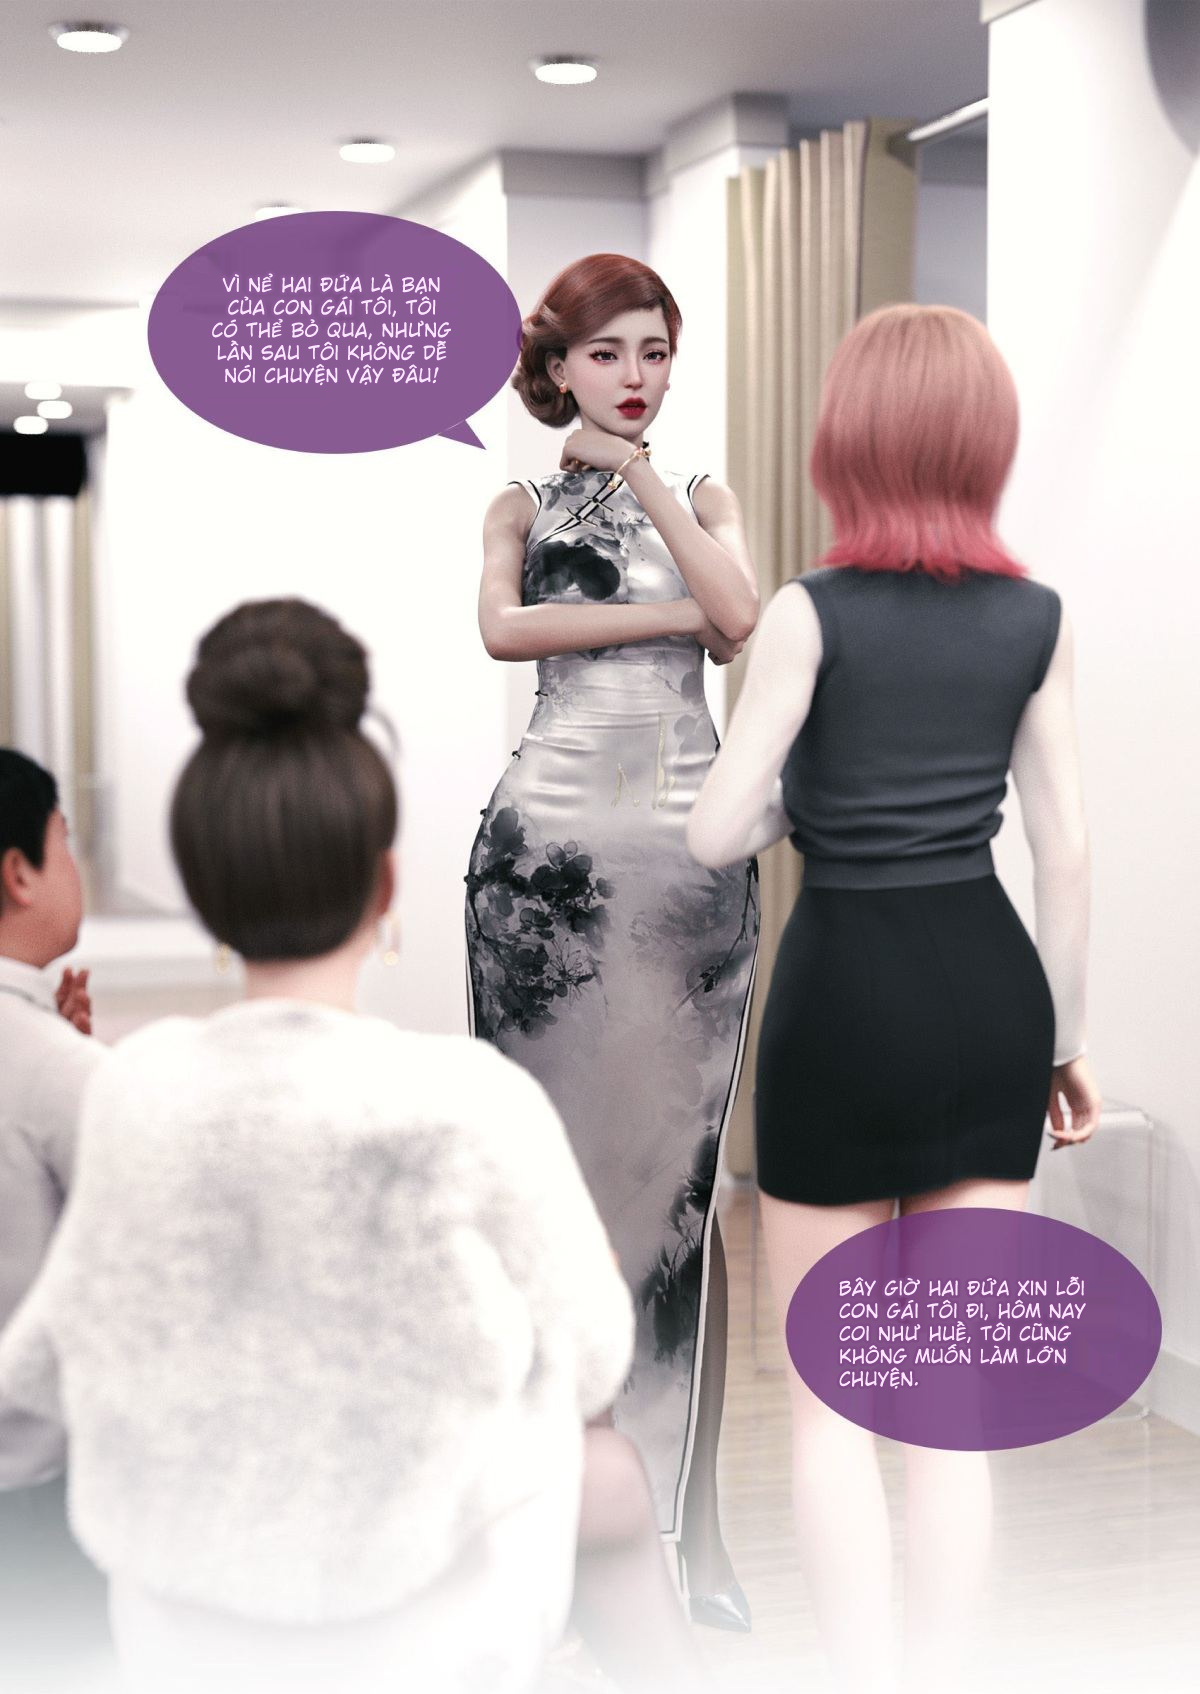 VÌ NỂ HAI ĐỨA LÀ BẠN
CỦA CON GÁI TÔI, TÔI
CÓ THỂ BỎ QUA, NHƯNG
LẦN SAU TÔI KHÔNG DỄ
NÓI CHUYỆN VẬY ĐÂU!
BÂY GIỜ HAI ĐỨA XIN LỖI
CON GÁI TÔI ĐI, HÔM NAY
COI NHƯ HUỀ, TÔI CŨNG
KHÔNG MUỐN LÀM LỚN
CHUYỆN.